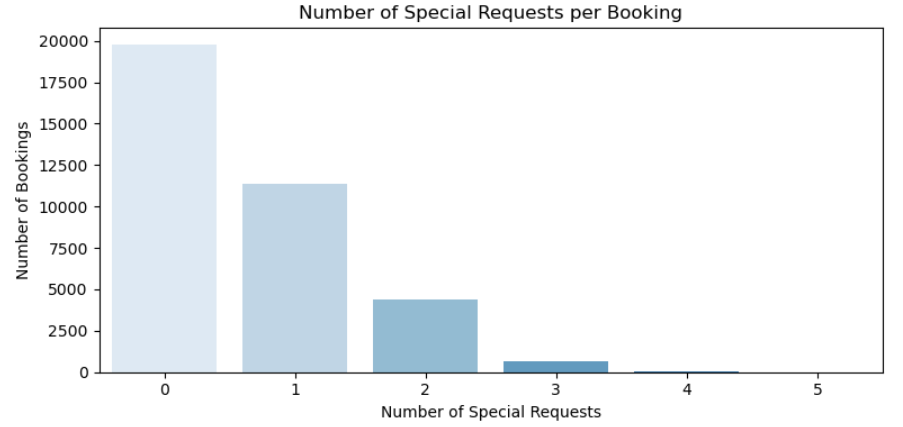 Number of Special Requests per Booking
20000
17500
15000
12500
10000
7500
5000
2500
0
Number of Bookings
0 1 2 3 4 5
Number of Special Requests